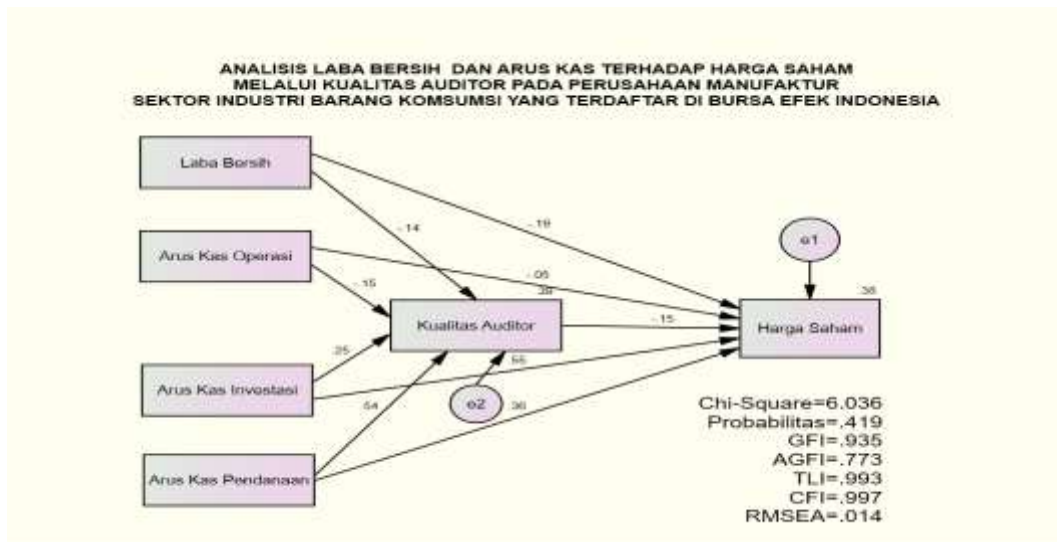 ANALISIS LABA BERSIH DAN ARUS KAS TERHADAP HARGA SAHAM
MELALUI KUALITAS AUDITOR PADA PERUSAHAAN MANUFAKTUR
SEKTOR INDUSTRI BARANG KOMSUMSI YANG TERDAFTAR DI BURSA EFEK INDONESIA
Laba Bersih
-.14
-.19
Arus Kas Operasi
-.15
-.05
e1
Kualitas Auditor
-.15
.38
Harga Saham
.25
.55
Arus Kas Investasi
.54
e2
.36
Arus Kas Pendanaan
Chi-Square=6.036
Probabilitas=.419
GFI=.935
AGFI=.773
TLI=.993
CFI=.997
RMSEA=.014